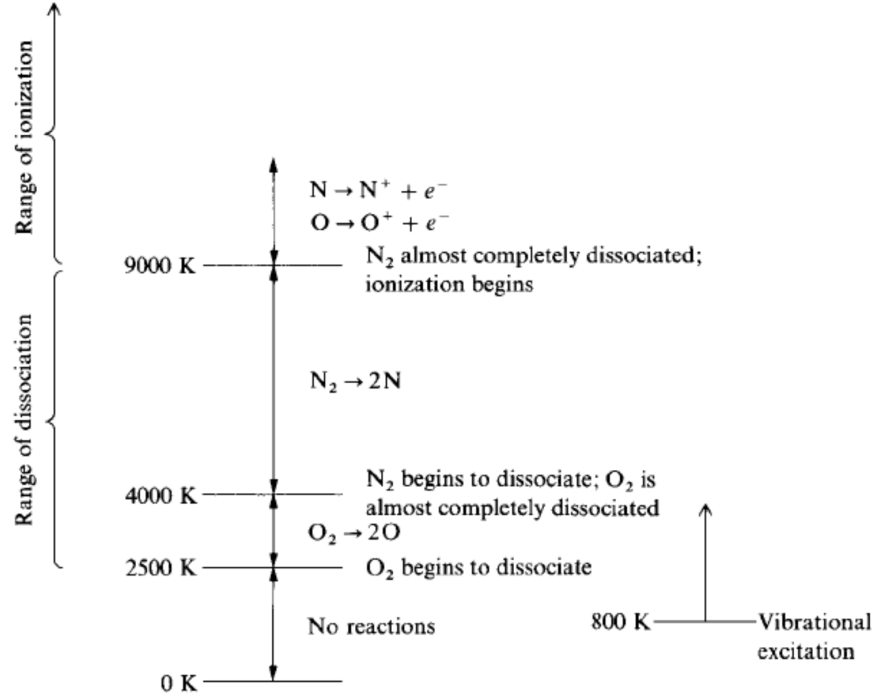 Range of ionization
N → N⁺ + e⁻
O → O⁺ + e⁻
9000 K
N₂ almost completely dissociated;
ionization begins
Range of dissociation
N₂ → 2N
4000 K
N₂ begins to dissociate; O₂ is
almost completely dissociated
O₂ → 2O
2500 K
O₂ begins to dissociate
800 K
Vibrational
excitation
No reactions
0 K